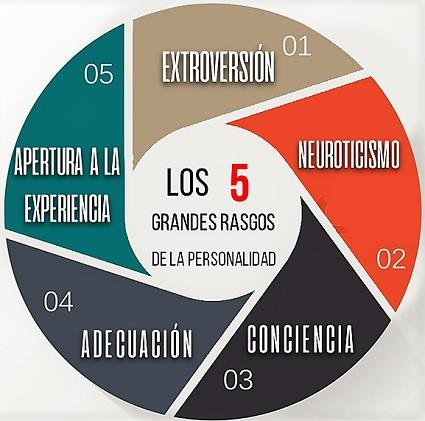 LOS 5
GRANDES RASGOS
DE LA PERSONALIDAD
01
EXTROVERSIÓN
NEUROTICISMO
02
CONCIENCIA
03
04
ADECUACIÓN
05
APERTURA A LA
EXPERIENCIA